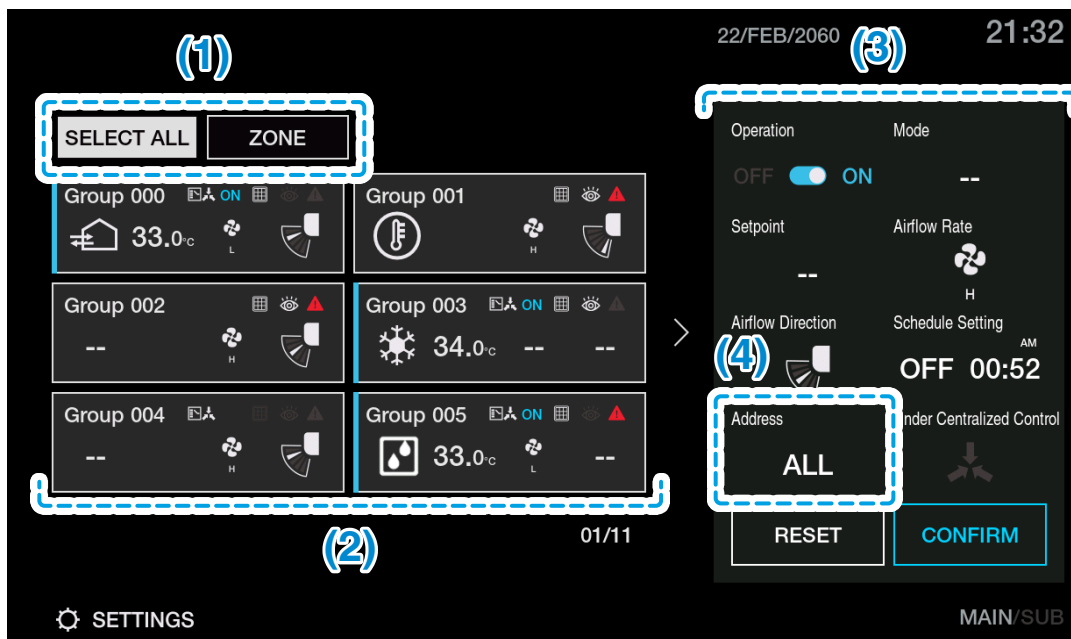 22/FEB/2060
21:32
(1)
(3)
SELECT ALL
ZONE
Group 000 ON
33.0°c
L
Group 001
H
Group 002
--
H
Group 003 ON
34.0°c -- --
Group 004
--
H
Group 005 ON
33.0°c
L
--
(2)
01/11
Operation Mode
OFF ON --
Setpoint Airflow Rate
--
H
Airflow Direction Schedule Setting
(4)
AM
OFF 00:52
Address nder Centralized Control
ALL
RESET CONFIRM
SETTINGS
MAIN/SUB